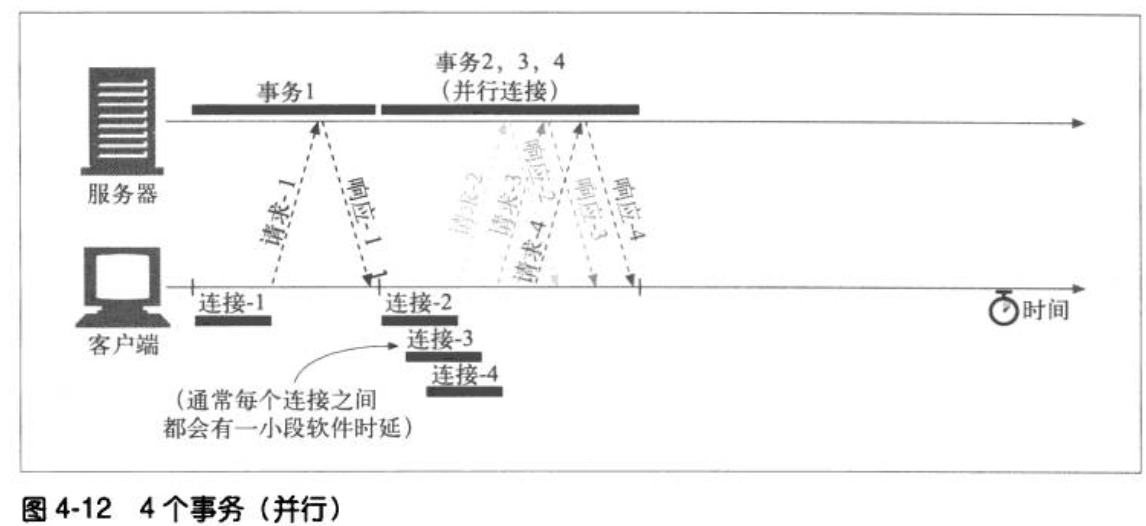 事务2，3，4
事务1
（并行连接）
服务器
请求-1
响应-1
请求-2
请求-3
请求-4
响应-2
响应-3
响应-4
连接-1
连接-2
时间
客户端
连接-3
连接-4
（通常每个连接之间
都会有一小段软件时延）
图 4-12 4 个事务（并行）